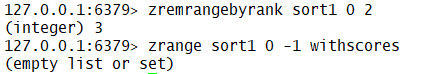 127.0.0.1:6379> zremrangebyrank sort1 0 2
(integer) 3
127.0.0.1:6379> zrange sort1 0 -1 withscores
(empty list or set)